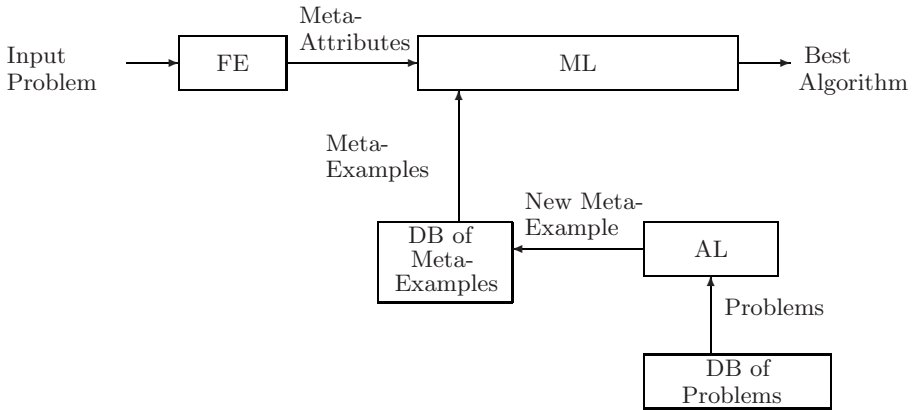 Meta-
Attributes
Input
Problem
FE
ML
Best
Algorithm
Meta-
Examples
New Meta-
Example
DB of
Meta-
Examples
AL
Problems
DB of
Problems